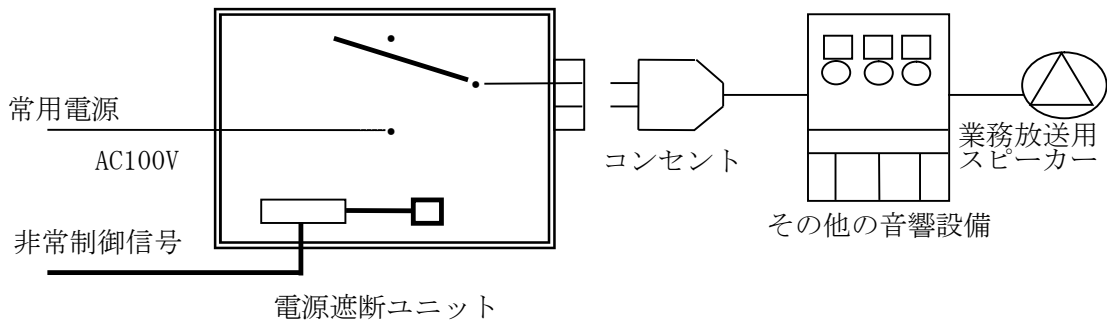 常用電源
AC100V
非常制御信号
電源遮断ユニット
コンセント
その他の音響設備
業務放送用
スピーカー